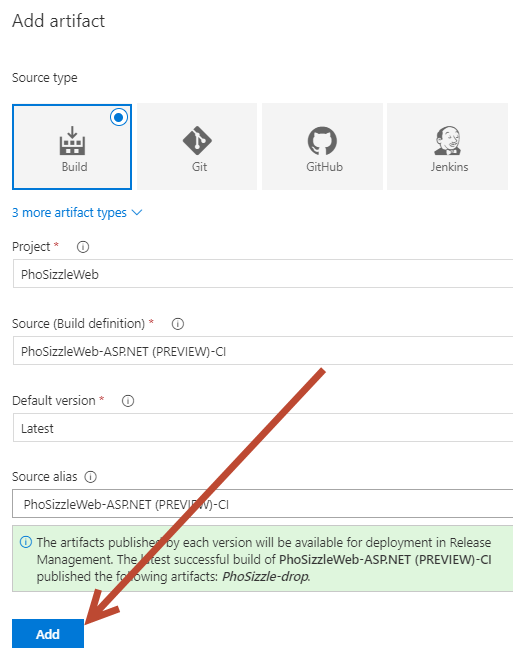 Add artifact
Source type
Build
Git
GitHub
Jenkins
3 more artifact types
Project *
PhoSizzleWeb
Source (Build definition) *
PhoSizzleWeb-ASP.NET (PREVIEW)-CI
Default version *
Latest
Source alias
PhoSizzleWeb-ASP.NET (PREVIEW)-CI
The artifacts published by each version will be available for deployment in Release
Management. The latest successful build of PhoSizzleWeb-ASP.NET (PREVIEW)-CI
published the following artifacts: PhoSizzle-drop.
Add